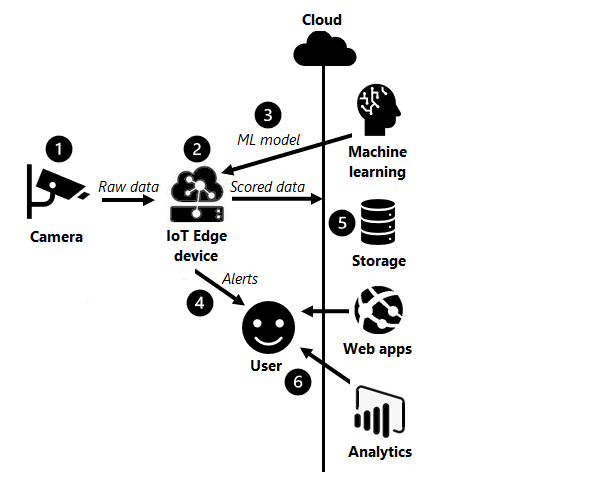 Cloud
3
1
2
ML model
Machine
learning
Raw data
Scored data
5
Camera
IoT Edge
device
Storage
Alerts
4
Web apps
User
6
Analytics